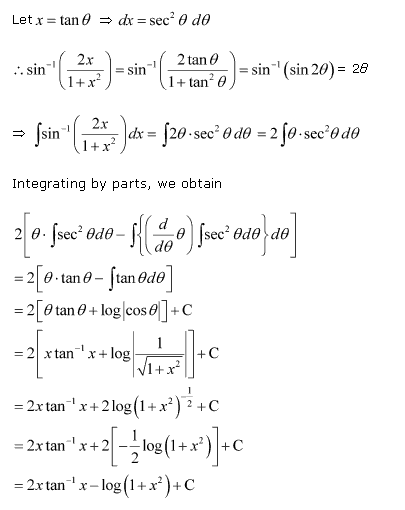 Let x = tan θ ⇒ dx = sec² θ dθ
∴ sin⁻¹(2x / (1 + x²)) = sin⁻¹(2 tan θ / (1 + tan² θ)) = sin⁻¹(sin 2θ) = 2θ
⇒ ∫sin⁻¹(2x / (1 + x²)) dx = ∫2θ · sec² θ dθ = 2∫θ · sec² θ dθ
Integrating by parts, we obtain
2[θ · ∫sec² θdθ − ∫{(d/dθ θ) ∫sec² θdθ} dθ]
= 2[θ · tan θ − ∫tan θdθ]
= 2[θ tan θ + log|cos θ|] + C
= 2[x tan⁻¹ x + log|1/√(1 + x²)|] + C
= 2x tan⁻¹ x + 2 log(1 + x²)^(−1/2) + C
= 2x tan⁻¹ x + 2[−1/2 log(1 + x²)] + C
= 2x tan⁻¹ x − log(1 + x²) + C